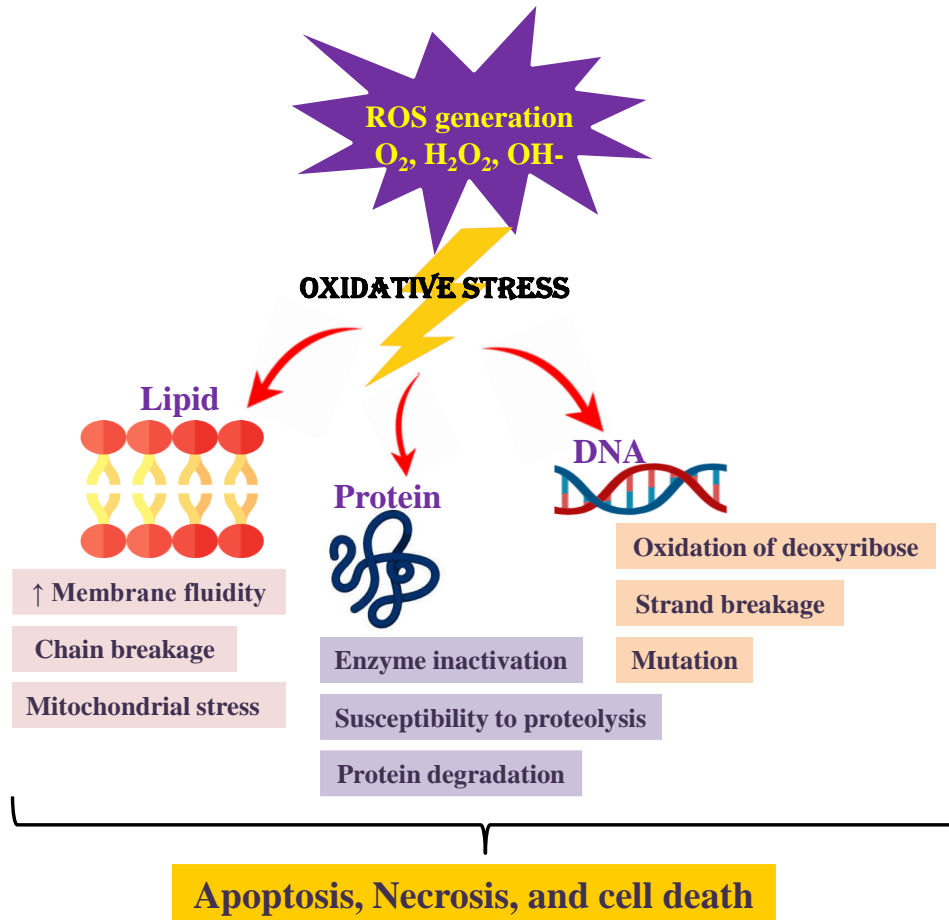 ROS generation
O₂, H₂O₂, OH-
OXIDATIVE STRESS
Lipid
↑ Membrane fluidity
Chain breakage
Mitochondrial stress
Protein
Enzyme inactivation
Susceptibility to proteolysis
Protein degradation
DNA
Oxidation of deoxyribose
Strand breakage
Mutation
Apoptosis, Necrosis, and cell death